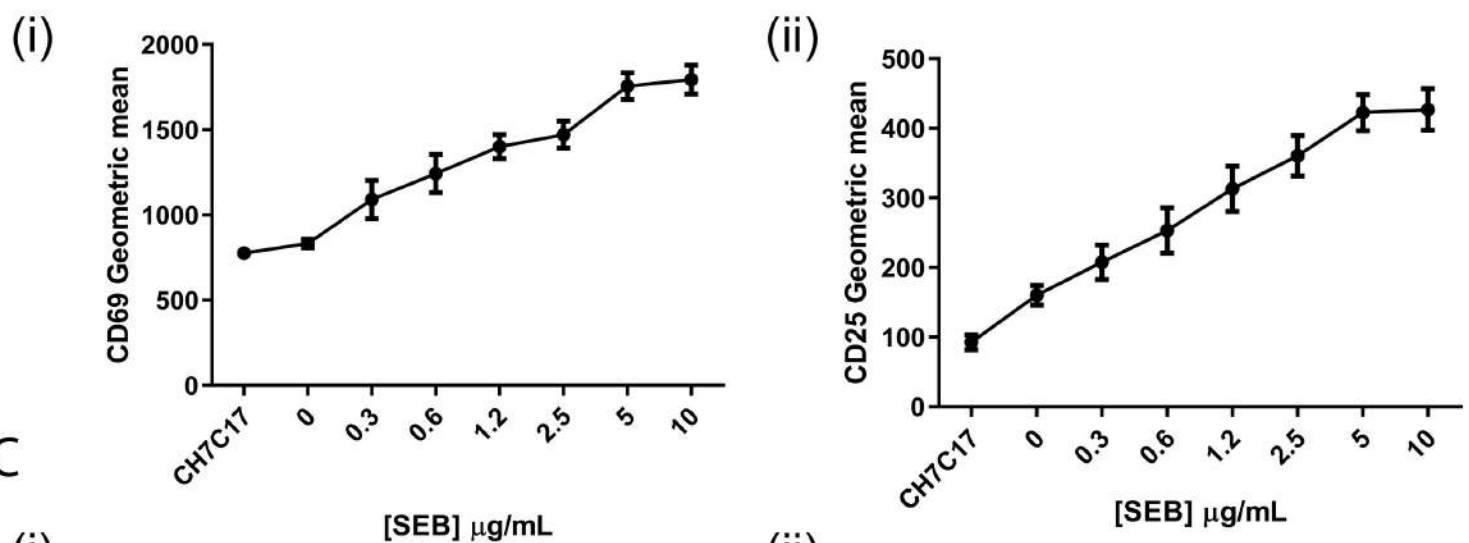 (i)
2000
1500
1000
500
0
CD69 Geometric mean
CH7C17 0 0.3 0.6 1.2 2.5 5 10
[SEB] μg/mL
(ii)
500
400
300
200
100
0
CD25 Geometric mean
CH7C17 0 0.3 0.6 1.2 2.5 5 10
[SEB] μg/mL
C
(i)
(ii)